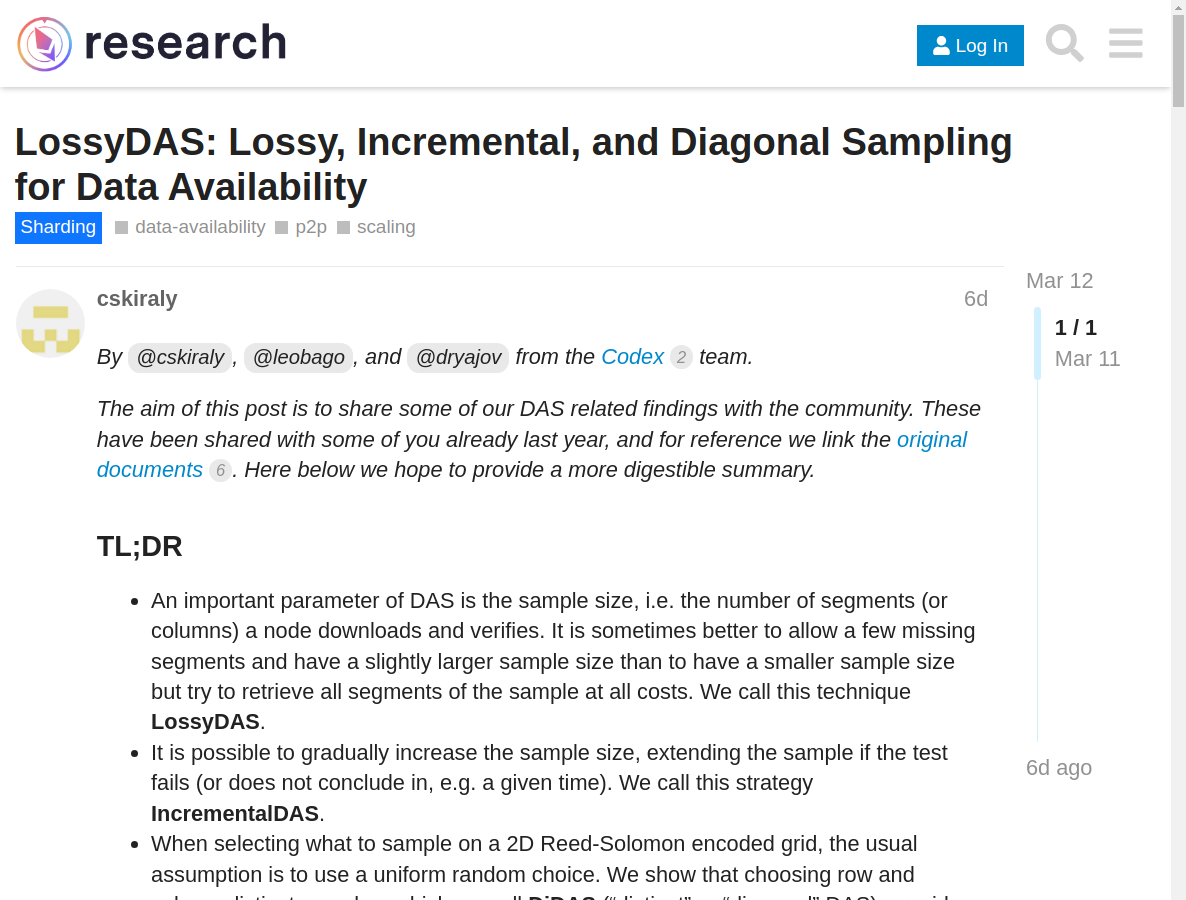 research
Log In
LossyDAS: Lossy, Incremental, and Diagonal Sampling
for Data Availability
Sharding data-availability p2p scaling
cskiraly 6d
Mar 12
1 / 1
Mar 11
6d ago
By @cskiraly, @leobago, and @dryajov from the Codex 2 team.
The aim of this post is to share some of our DAS related findings with the community. These
have been shared with some of you already last year, and for reference we link the original
documents 6. Here below we hope to provide a more digestible summary.
TL;DR
• An important parameter of DAS is the sample size, i.e. the number of segments (or
columns) a node downloads and verifies. It is sometimes better to allow a few missing
segments and have a slightly larger sample size than to have a smaller sample size
but try to retrieve all segments of the sample at all costs. We call this technique
LossyDAS.
• It is possible to gradually increase the sample size, extending the sample if the test
fails (or does not conclude in, e.g. a given time). We call this strategy
IncrementalDAS.
• When selecting what to sample on a 2D Reed-Solomon encoded grid, the usual
assumption is to use a uniform random choice. We show that choosing row and